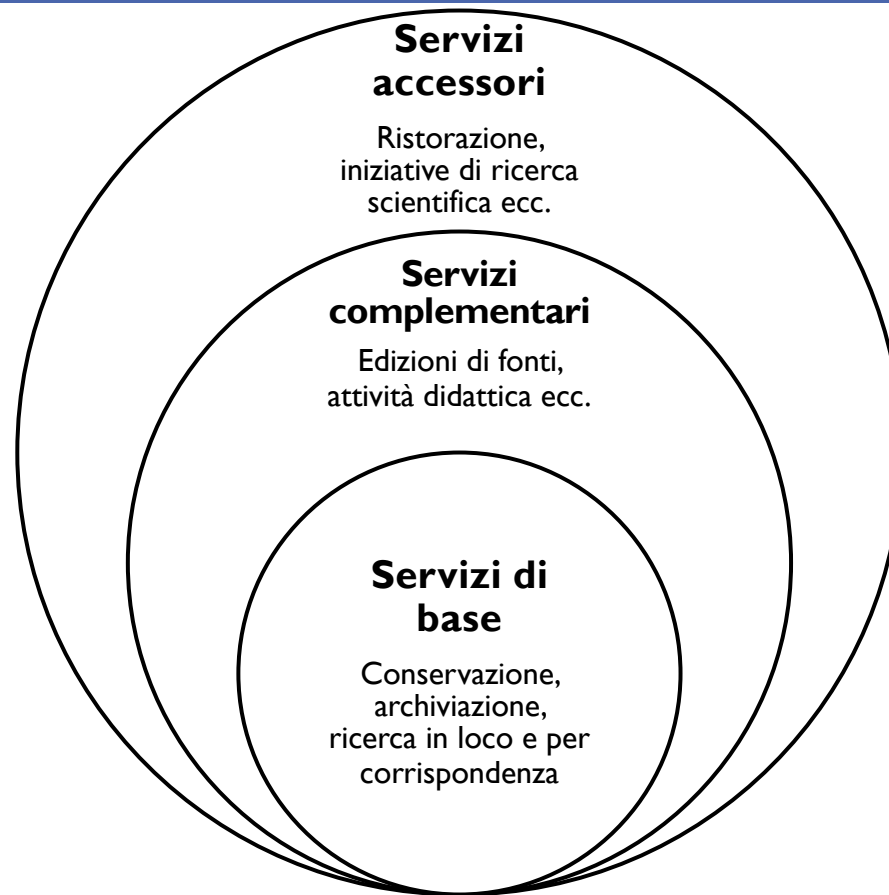 Servizi
accessori
Ristorazione,
iniziative di ricerca
scientifica ecc.
Servizi
complementari
Edizioni di fonti,
attività didattica ecc.
Servizi di
base
Conservazione,
archiviazione,
ricerca in loco e per
corrispondenza